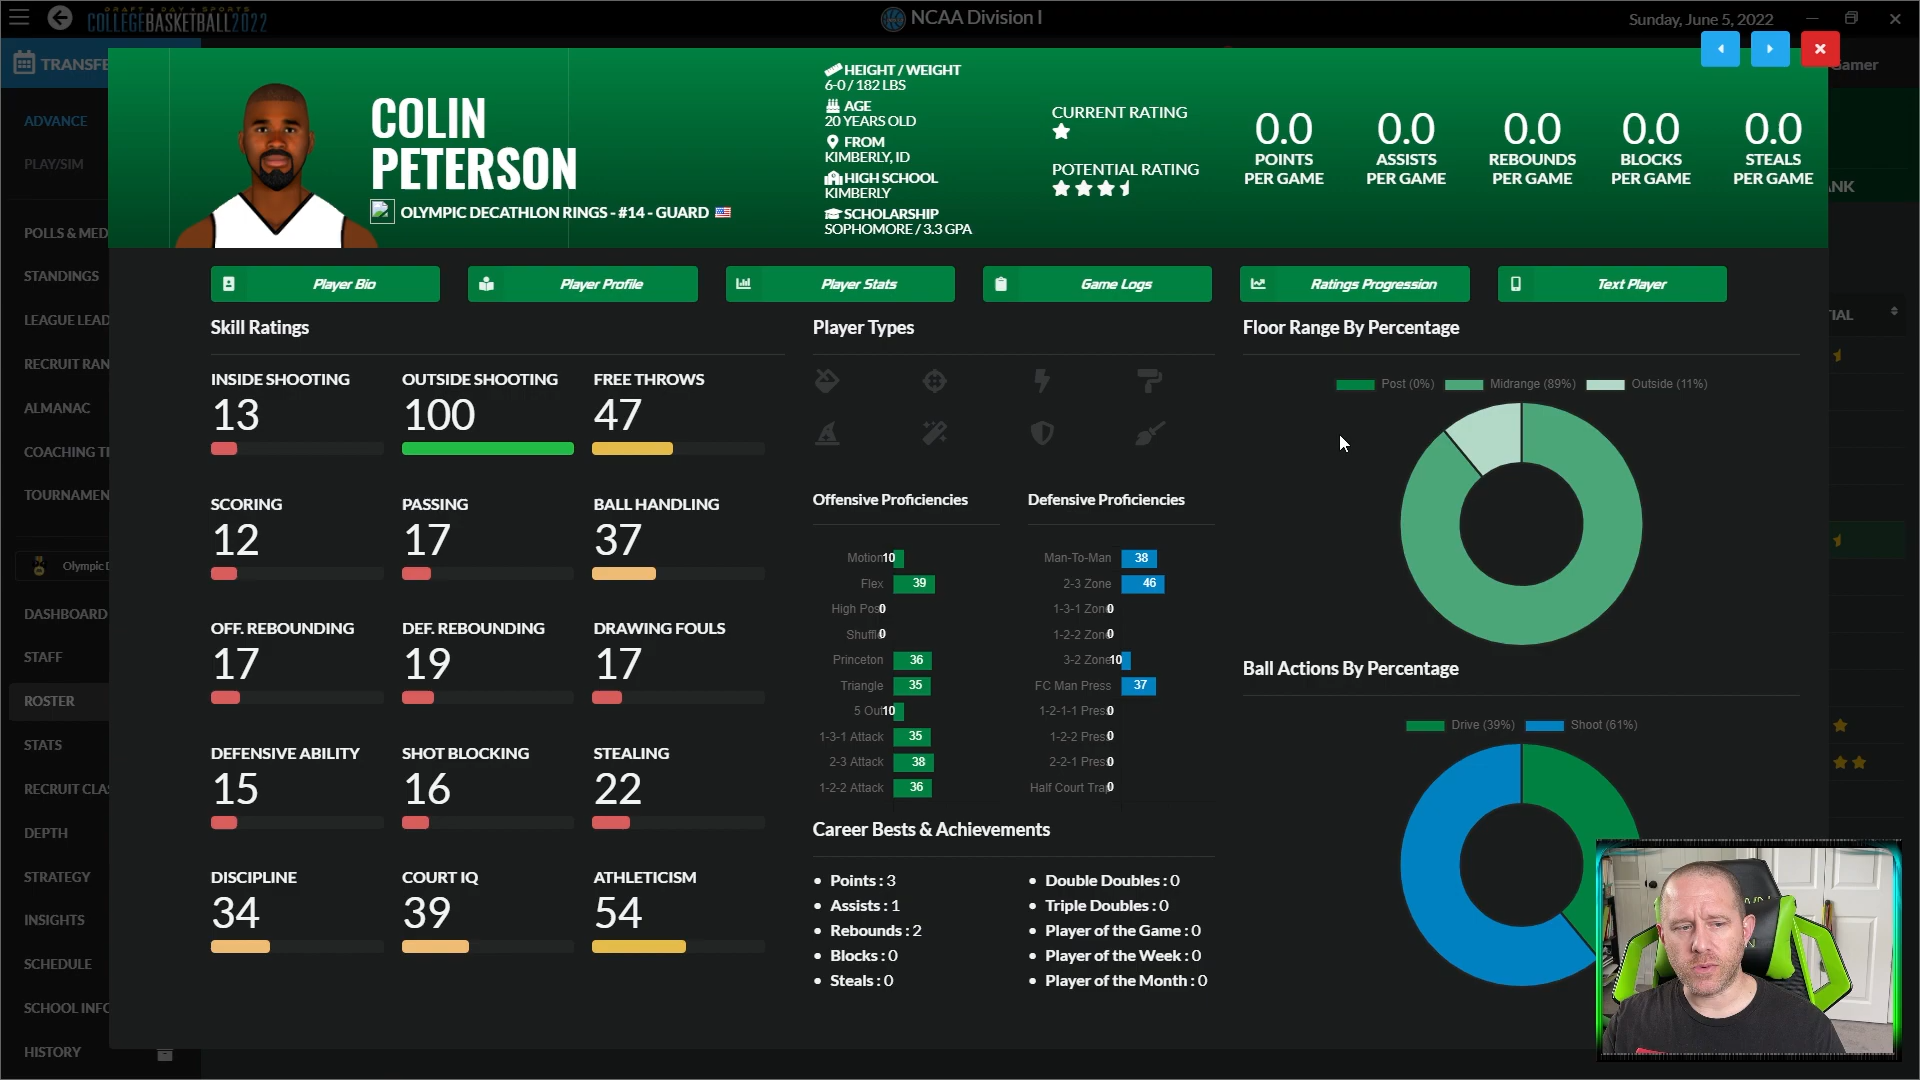 DRAFT • DAY • SPORTS
COLLEGEBASKETBALL2022
NCAA Division I
Sunday, June 5, 2022
TRANSFE
ADVANCE
PLAY/SIM
POLLS & MED
STANDINGS
LEAGUE LEAD
RECRUIT RAN
ALMANAC
COACHING T
TOURNAMEN
Olympic D
DASHBOARD
STAFF
ROSTER
STATS
RECRUIT CLA
DEPTH
STRATEGY
INSIGHTS
SCHEDULE
SCHOOL INFO
HISTORY
amer
ANK
TIAL
COLIN
PETERSON
OLYMPIC DECATHLON RINGS - #14 - GUARD
HEIGHT / WEIGHT
6-0 / 182 LBS
AGE
20 YEARS OLD
FROM
KIMBERLY, ID
HIGH SCHOOL
KIMBERLY
SCHOLARSHIP
SOPHOMORE / 3.3 GPA
CURRENT RATING
POTENTIAL RATING
0.0 0.0 0.0 0.0 0.0
POINTS ASSISTS REBOUNDS BLOCKS STEALS
PER GAME PER GAME PER GAME PER GAME PER GAME
Player Bio Player Profile Player Stats Game Logs Ratings Progression Text Player
Skill Ratings
INSIDE SHOOTING OUTSIDE SHOOTING FREE THROWS
13 100 47
SCORING PASSING BALL HANDLING
12 17 37
OFF. REBOUNDING DEF. REBOUNDING DRAWING FOULS
17 19 17
DEFENSIVE ABILITY SHOT BLOCKING STEALING
15 16 22
DISCIPLINE COURT IQ ATHLETICISM
34 39 54
Player Types
Offensive Proficiencies
Motion 10
Flex 39
High Pos 0
Shuffl 0
Princeton 36
Triangle 35
5 Out 10
1-3-1 Attack 35
2-3 Attack 38
1-2-2 Attack 36
Defensive Proficiencies
Man-To-Man 38
2-3 Zone 46
1-3-1 Zone 0
1-2-2 Zone 0
3-2 Zone 10
FC Man Press 37
1-2-1-1 Press 0
1-2-2 Press 0
2-2-1 Press 0
Half Court Trap 0
Career Bests & Achievements
Points : 3
Assists : 1
Rebounds : 2
Blocks : 0
Steals : 0
Double Doubles : 0
Triple Doubles : 0
Player of the Game : 0
Player of the Week : 0
Player of the Month : 0
Floor Range By Percentage
Post (0%) Midrange (89%) Outside (11%)
Ball Actions By Percentage
Drive (39%) Shoot (61%)